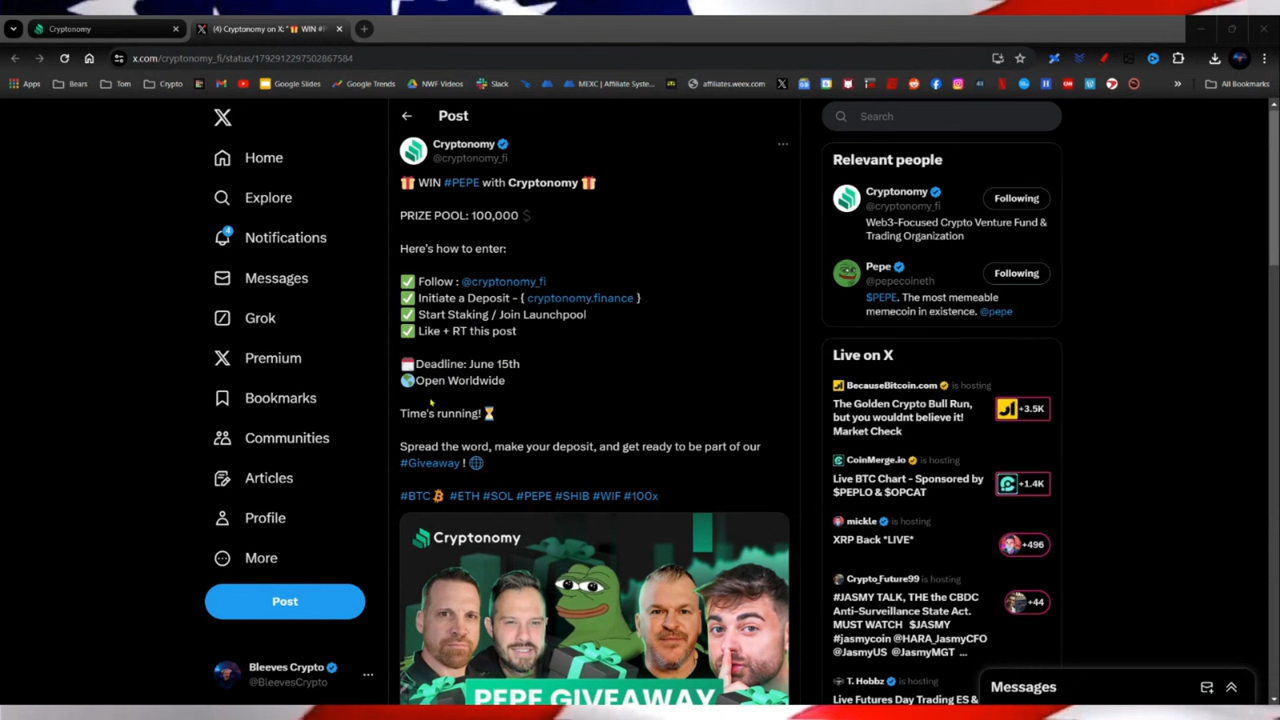 Cryptonomy
(4) Cryptonomy on X: "🎁 WIN #P
x.com/cryptonomy_fi/status/1792912297502867584
Apps
Bears
Tom
Crypto
Google Slides
Google Trends
NWF Videos
Slack
MEXC | Affiliate Syste...
affiliates.weex.com
All Bookmarks
Home
Explore
4
Notifications
Messages
Grok
Premium
Bookmarks
Communities
Articles
Profile
More
Post
Bleeves Crypto
@BleevesCrypto
Post
Cryptonomy
@cryptonomy_fi
🎁 WIN #PEPE with Cryptonomy 🎁
PRIZE POOL: 100,000 💲
Here's how to enter:
✅ Follow : @cryptonomy_fi
✅ Initiate a Deposit - { cryptonomy.finance }
✅ Start Staking / Join Launchpool
✅ Like + RT this post
🗓️Deadline: June 15th
🌎Open Worldwide
Time's running! ⏳
Spread the word, make your deposit, and get ready to be part of our
#Giveaway ! 🌐
#BTC #ETH #SOL #PEPE #SHIB #WIF #100x
Cryptonomy
PEPE GIVEAWAY
Search
Relevant people
Cryptonomy
@cryptonomy_fi
Following
Web3-Focused Crypto Venture Fund &
Trading Organization
Pepe
@pepecoineth
Following
$PEPE. The most memeable
memecoin in existence. @pepe
Live on X
BecauseBitcoin.com is hosting
The Golden Crypto Bull Run,
but you wouldnt believe it!
Market Check
+3.5K
CoinMerge.io is hosting
Live BTC Chart - Sponsored by
$PEPLO & $OPCAT
+1.4K
mickle is hosting
XRP Back *LIVE*
+496
Crypto_Future99 is hosting
#JASMY TALK, THE the CBDC
Anti-Surveillance State Act.
MUST WATCH $JASMY
#jasmycoin @HARA_JasmyCFO
@JasmyUS @JasmyMGT ...
+44
T. Hobbz is hosting
Live Futures Day Trading ES &
Messages